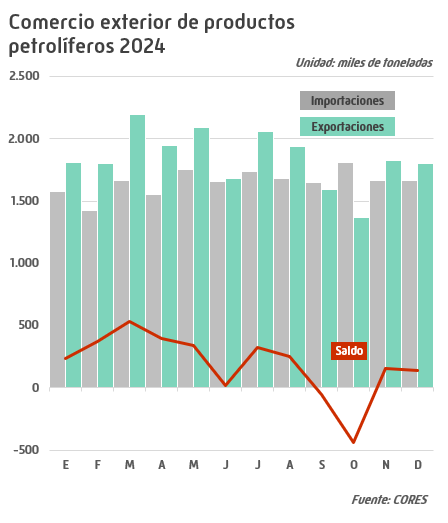 Comercio exterior de productos
petrolíferos 2024
Unidad: miles de toneladas
2.500
Importaciones
Exportaciones
2.000
1.500
1.000
500
Saldo
0
-500
E F M A M J J A S O N D
Fuente: CORES